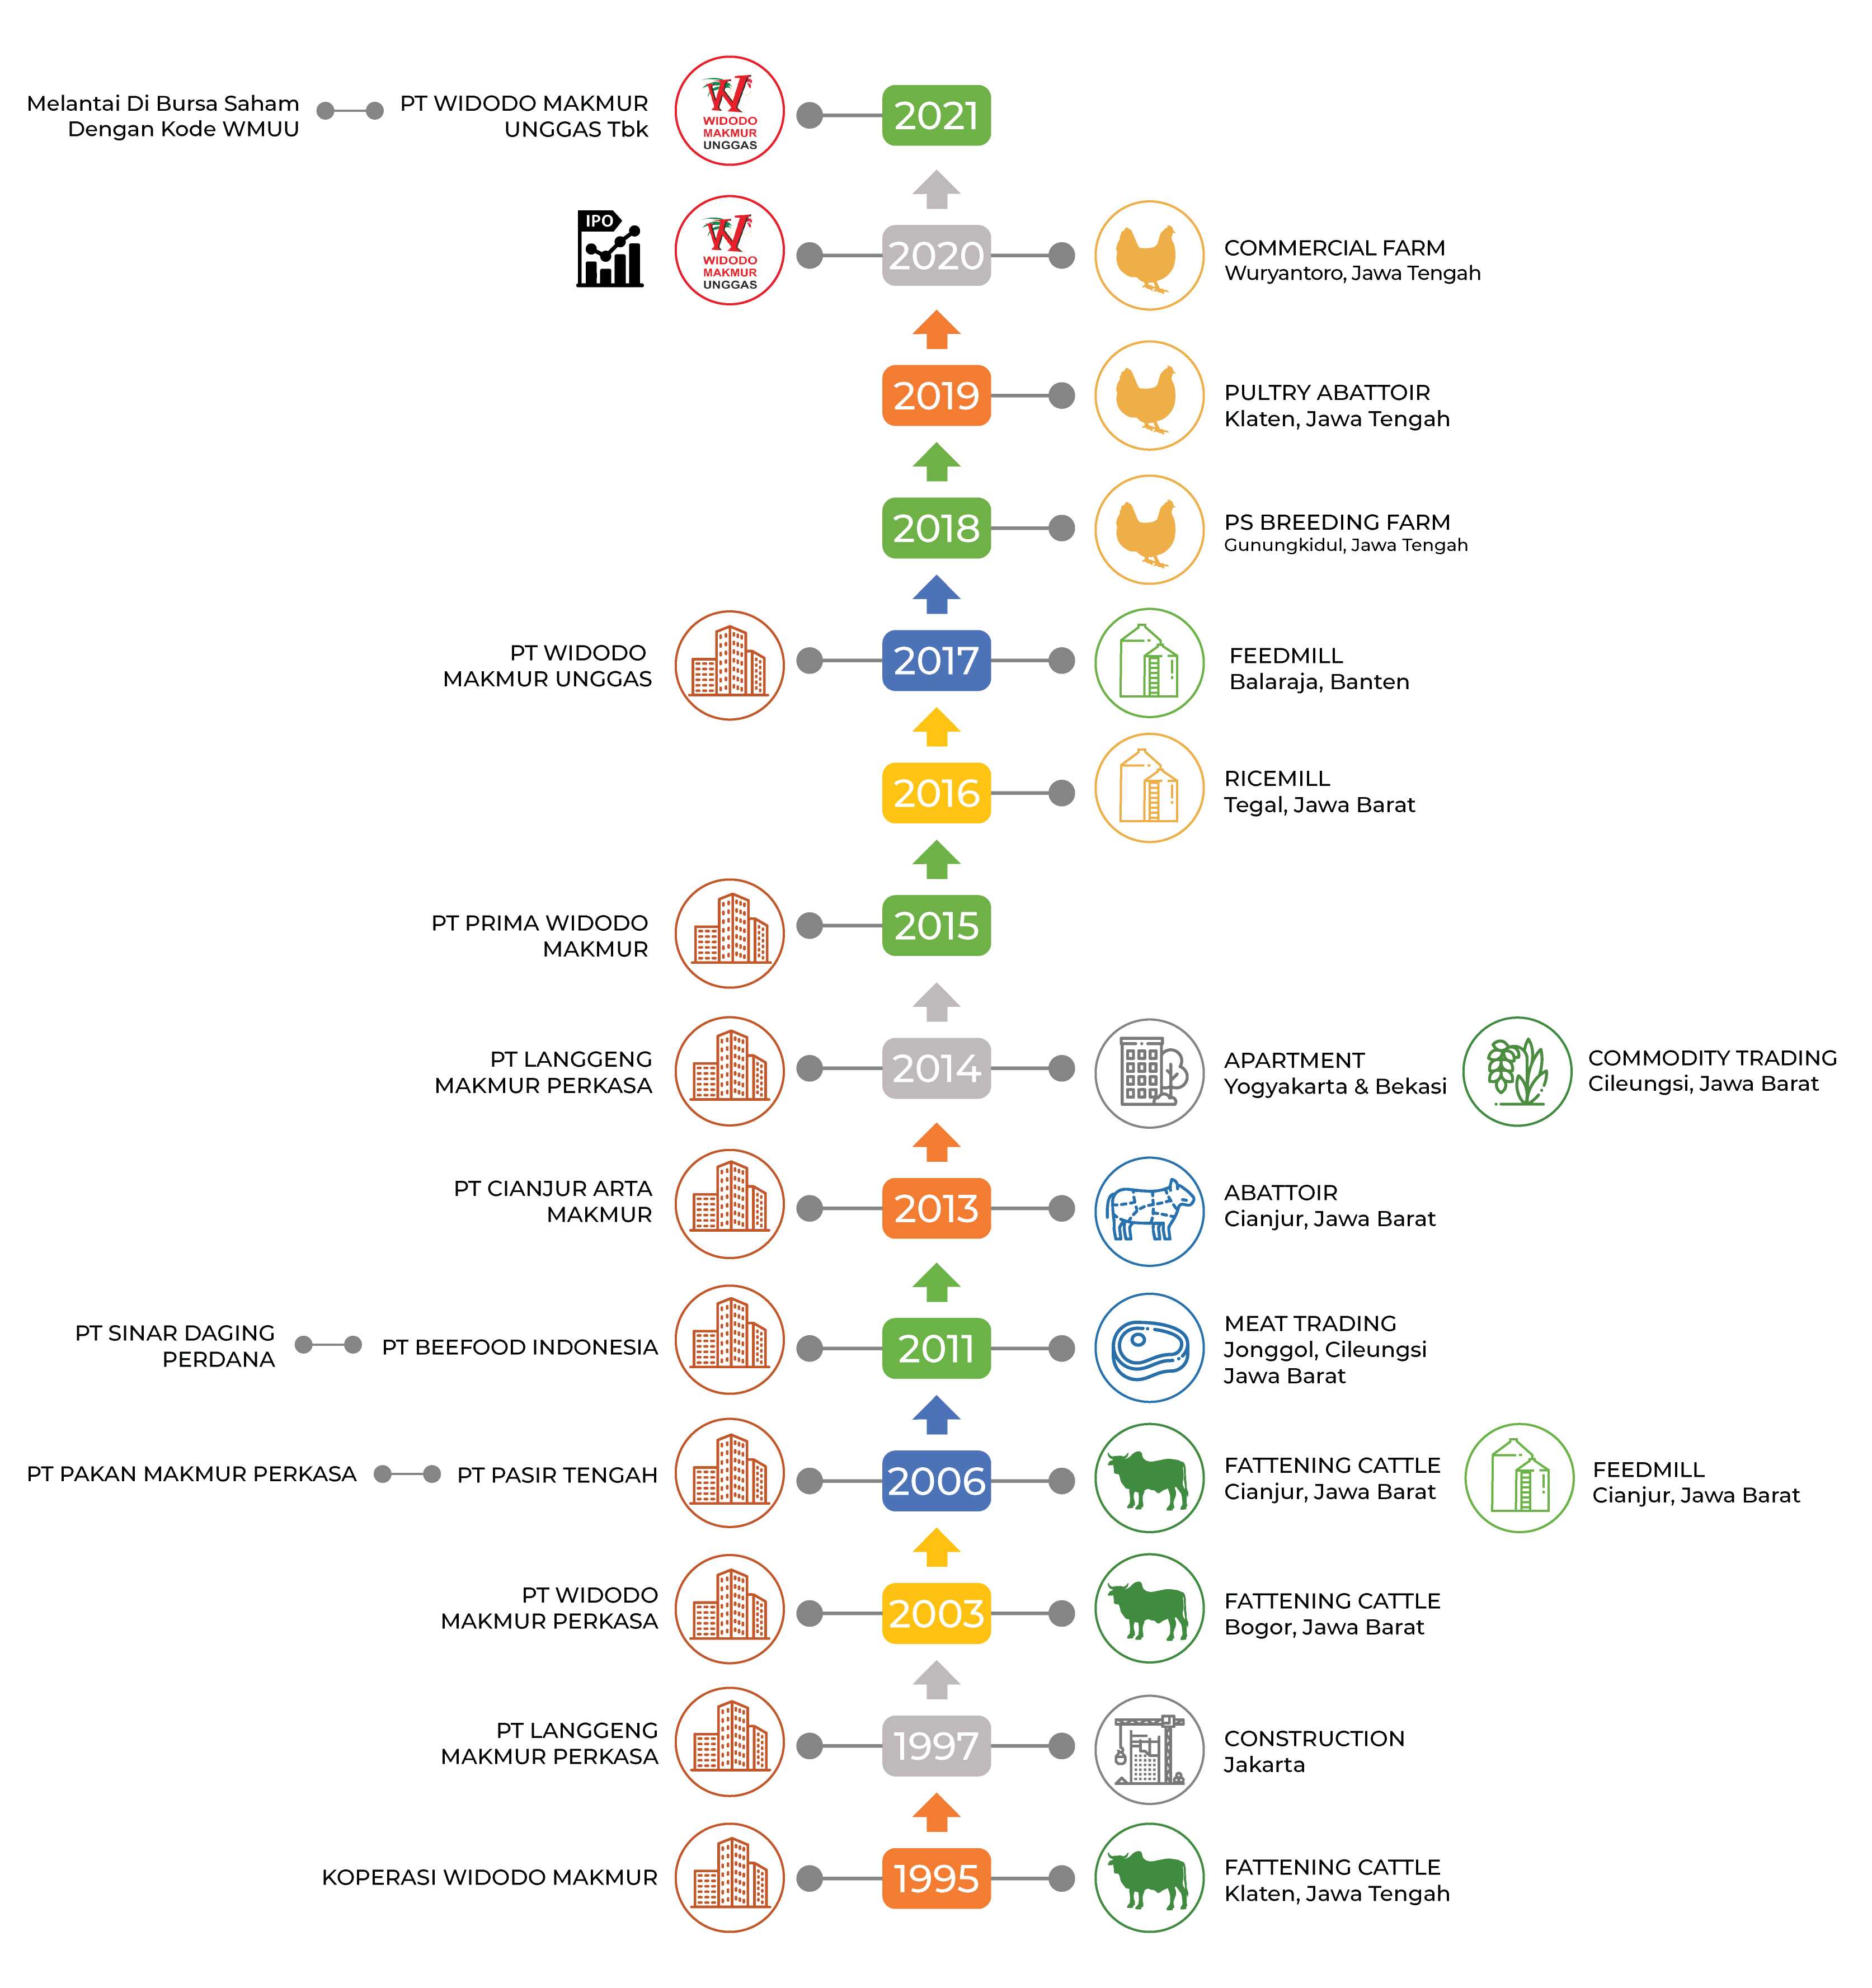 Melantai Di Bursa Saham
Dengan Kode WMUU
PT WIDODO MAKMUR
UNGGAS Tbk
WIDODO
MAKMUR
UNGGAS
2021
IPO
WIDODO
MAKMUR
UNGGAS
2020
COMMERCIAL FARM
Wuryantoro, Jawa Tengah
2019
PULTRY ABATTOIR
Klaten, Jawa Tengah
2018
PS BREEDING FARM
Gunungkidul, Jawa Tengah
PT WIDODO
MAKMUR UNGGAS
2017
FEEDMILL
Balaraja, Banten
2016
RICEMILL
Tegal, Jawa Barat
PT PRIMA WIDODO
MAKMUR
2015
PT LANGGENG
MAKMUR PERKASA
2014
APARTMENT
Yogyakarta & Bekasi
COMMODITY TRADING
Cileungsi, Jawa Barat
PT CIANJUR ARTA
MAKMUR
2013
ABATTOIR
Cianjur, Jawa Barat
PT SINAR DAGING
PERDANA
PT BEEFOOD INDONESIA
2011
MEAT TRADING
Jonggol, Cileungsi
Jawa Barat
PT PAKAN MAKMUR PERKASA
PT PASIR TENGAH
2006
FATTENING CATTLE
Cianjur, Jawa Barat
FEEDMILL
Cianjur, Jawa Barat
PT WIDODO
MAKMUR PERKASA
2003
FATTENING CATTLE
Bogor, Jawa Barat
PT LANGGENG
MAKMUR PERKASA
1997
CONSTRUCTION
Jakarta
KOPERASI WIDODO MAKMUR
1995
FATTENING CATTLE
Klaten, Jawa Tengah